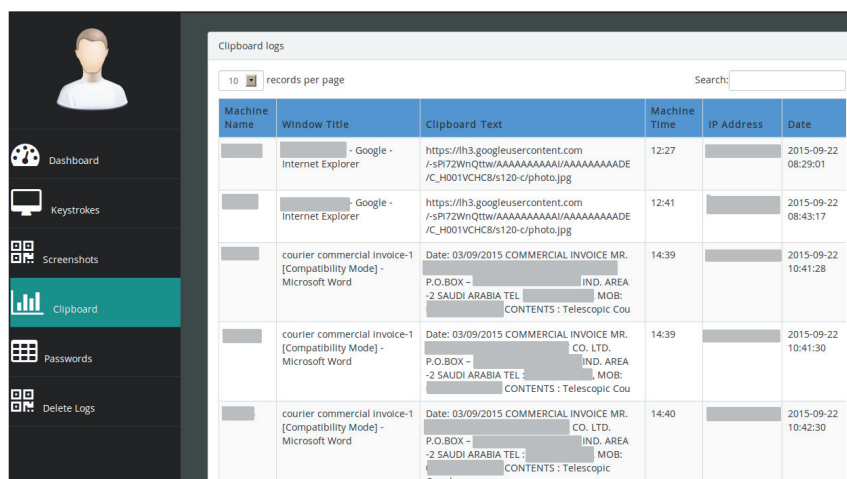 Clipboard logs
10 records per page
Search:
Machine Name
Window Title
Clipboard Text
Machine Time
IP Address
Date
Dashboard
Keystrokes
Screenshots
Clipboard
Passwords
Delete Logs
- Google -
Internet Explorer
https://lh3.googleusercontent.com
/-sPi72WnQttw/AAAAAAAAAAI/AAAAAAAAADE
/C_H001VCHC8/s120-c/photo.jpg
12:27
2015-09-22
08:29:01
- Google -
Internet Explorer
https://lh3.googleusercontent.com
/-sPi72WnQttw/AAAAAAAAAAI/AAAAAAAAADE
/C_H001VCHC8/s120-c/photo.jpg
12:41
2015-09-22
08:43:17
courier commercial invoice-1
[Compatibility Mode] -
Microsoft Word
Date: 03/09/2015 COMMERCIAL INVOICE MR.
P.O.BOX – IND. AREA
-2 SAUDI ARABIA TEL , MOB:
CONTENTS : Telescopic Cou
14:39
2015-09-22
10:41:28
courier commercial invoice-1
[Compatibility Mode] -
Microsoft Word
Date: 03/09/2015 COMMERCIAL INVOICE MR.
CO. LTD.
P.O.BOX – IND. AREA
-2 SAUDI ARABIA TEL : , MOB:
CONTENTS : Telescopic Cou
14:39
2015-09-22
10:41:30
courier commercial invoice-1
[Compatibility Mode] -
Microsoft Word
Date: 03/09/2015 COMMERCIAL INVOICE MR.
CO. LTD.
P.O.BOX – IND. AREA
-2 SAUDI ARABIA TEL : , MOB:
CONTENTS : Telescopic
14:40
2015-09-22
10:42:30